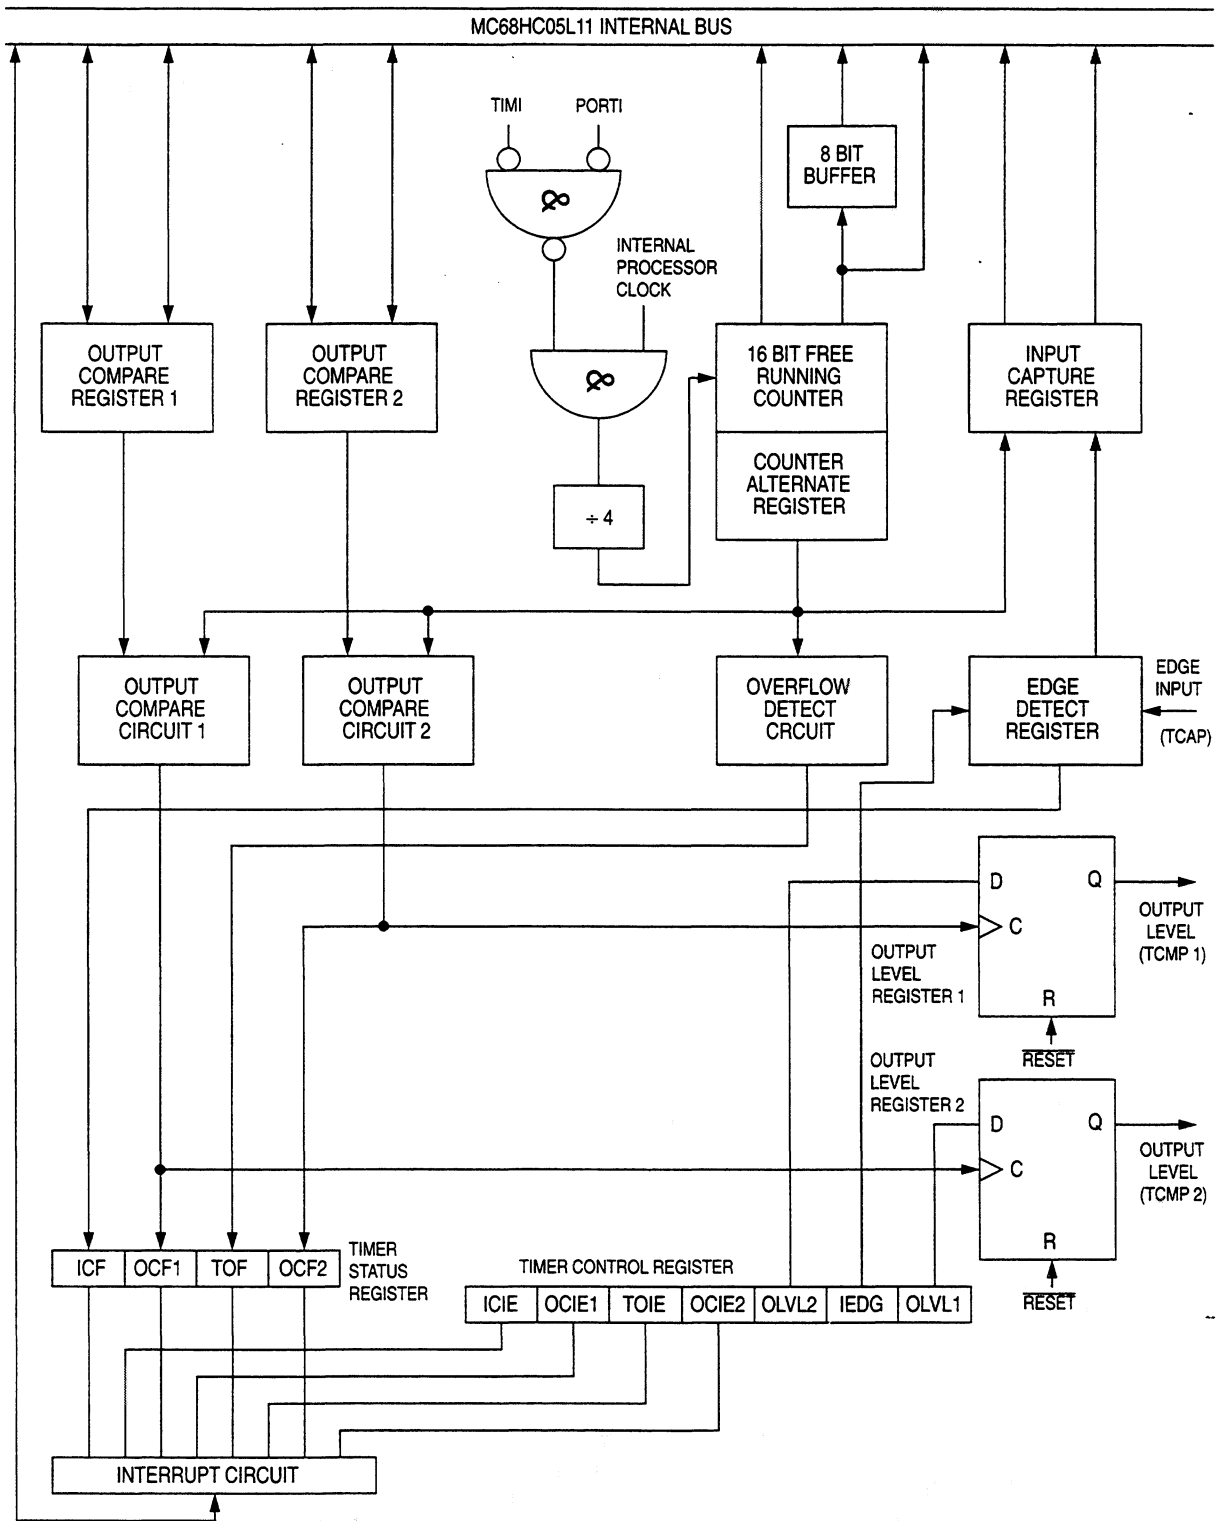 MC68HC05L11 INTERNAL BUS
TIMI
PORTI
8 BIT
BUFFER
INTERNAL
PROCESSOR
CLOCK
OUTPUT
COMPARE
REGISTER 1
OUTPUT
COMPARE
REGISTER 2
&
&
16 BIT FREE
RUNNING
COUNTER
INPUT
CAPTURE
REGISTER
COUNTER
ALTERNATE
REGISTER
÷ 4
OUTPUT
COMPARE
CIRCUIT 1
OUTPUT
COMPARE
CIRCUIT 2
OVERFLOW
DETECT
CRCUIT
EDGE
DETECT
REGISTER
EDGE
INPUT
(TCAP)
D
Q
C
R
OUTPUT
LEVEL
(TCMP 1)
OUTPUT
LEVEL
REGISTER 1
RESET
OUTPUT
LEVEL
REGISTER 2
D
Q
C
R
OUTPUT
LEVEL
(TCMP 2)
RESET
ICF
OCF1
TOF
OCF2
TIMER
STATUS
REGISTER
TIMER CONTROL REGISTER
ICIE
OCIE1
TOIE
OCIE2
OLVL2
IEDG
OLVL1
INTERRUPT CIRCUIT